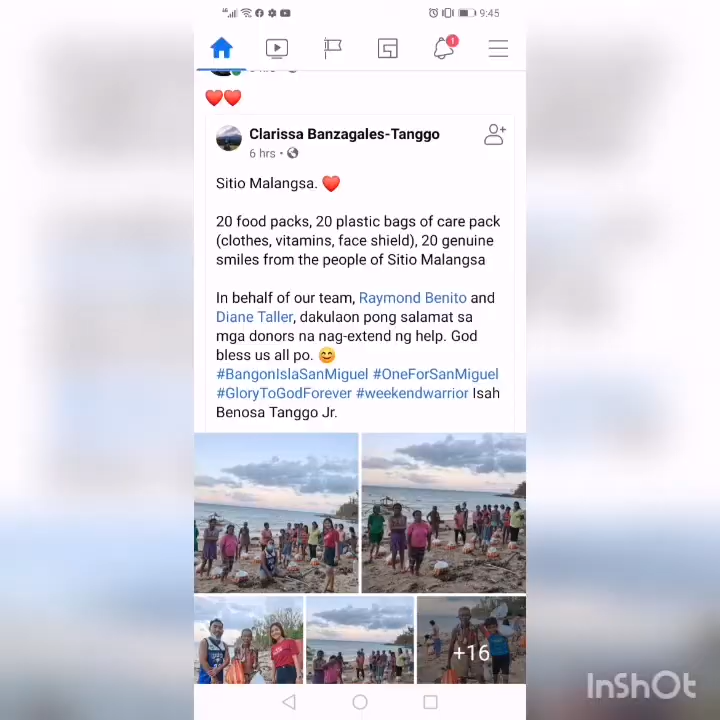 9:45
1
Clarissa Banzagales-Tanggo
6 hrs
Sitio Malangsa.
20 food packs, 20 plastic bags of care pack
(clothes, vitamins, face shield), 20 genuine
smiles from the people of Sitio Malangsa
In behalf of our team, Raymond Benito and
Diane Taller, dakulaon pong salamat sa
mga donors na nag-extend ng help. God
bless us all po. 😊
#BangonIslaSanMiguel #OneForSanMiguel
#GloryToGodForever #weekendwarrior Isah
Benosa Tanggo Jr.
+16
InShOt